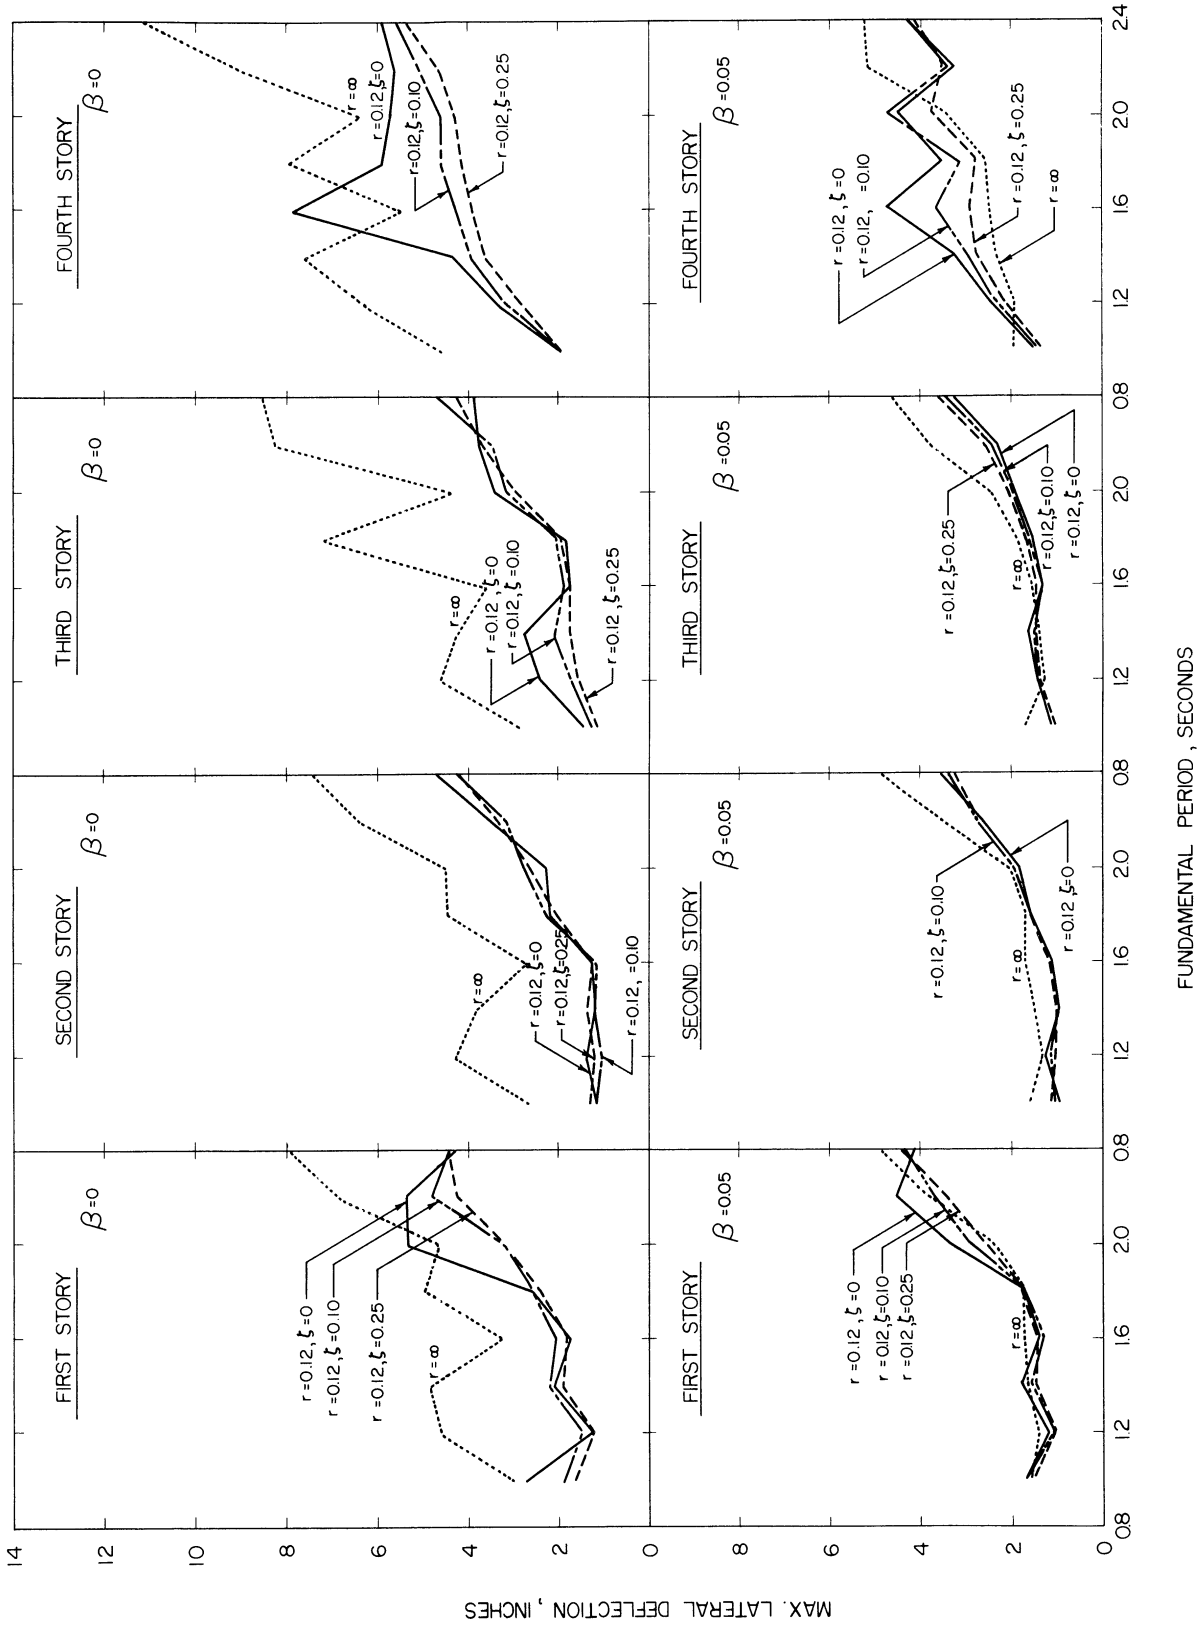 14
12
10
8
6
4
2
0
8
6
4
2
0
MAX. LATERAL DEFLECTION, INCHES
FIRST STORY
β=0
r=0.12, ζ=0
r=0.12, ζ=0.10
r=0.12, ζ=0.25
r=∞
SECOND STORY
β=0
r=∞
r=0.12, ζ=0
r=0.12, ζ=0.25
r=0.12, =0.10
THIRD STORY
β=0
r=∞
r=0.12, ζ=0
r=0.12, ζ=0.10
r=0.12, ζ=0.25
FOURTH STORY
β=0
r=∞
r=0.12, ζ=0
r=0.12, ζ=0.10
r=0.12, ζ=0.25
FIRST STORY
β=0.05
r=0.12, ζ=0
r=0.12, ζ=0.10
r=0.12, ζ=0.25
r=∞
SECOND STORY
β=0.05
r=0.12, ζ=0.10
r=∞
r=0.12, ζ=0
THIRD STORY
β=0.05
r=0.12, ζ=0.25
r=∞
r=0.12, ζ=0.10
r=0.12, ζ=0
FOURTH STORY
β=0.05
r=0.12, ζ=0
r=0.12, =0.10
r=0.12, ζ=0.25
r=∞
0.8 1.2 1.6 2.0 0.8 1.2 1.6 2.0 0.8 1.2 1.6 2.0 0.8 1.2 1.6 2.0 2.4
FUNDAMENTAL PERIOD, SECONDS